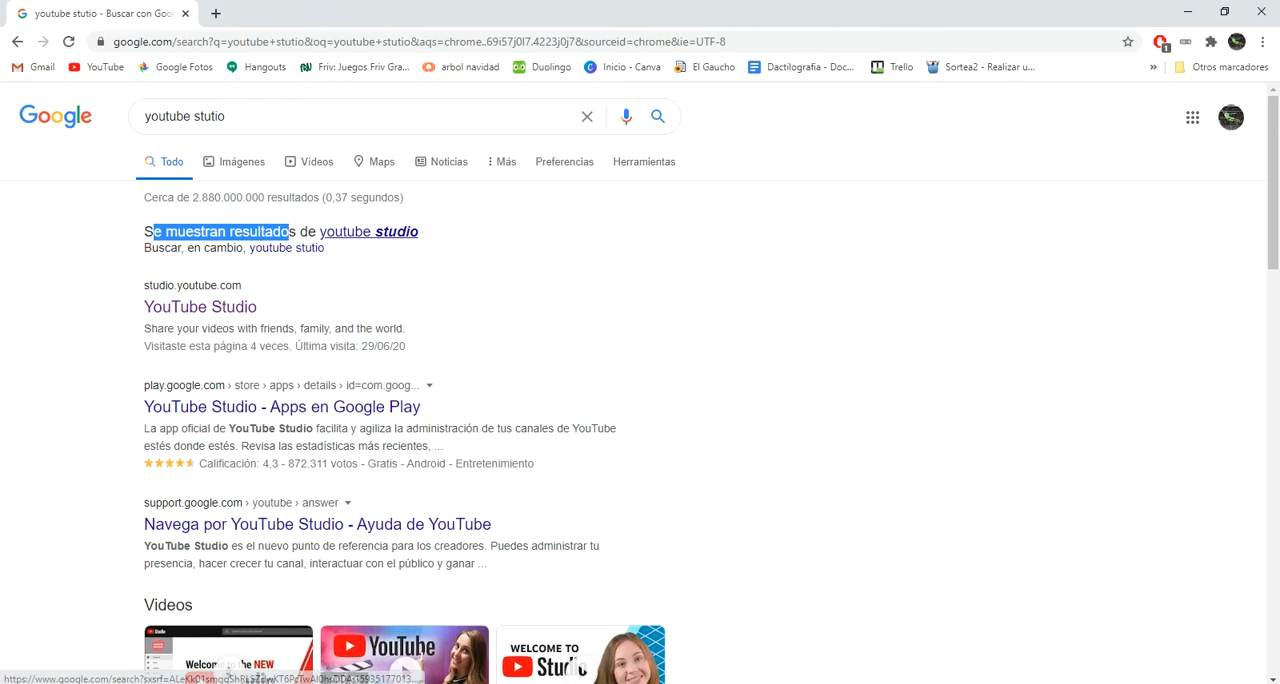 youtube stutio - Buscar con Goo
google.com/search?q=youtube+stutio&oq=youtube+stutio&aqs=chrome..69i57j0l7.4223j0j7&sourceid=chrome&ie=UTF-8
1
Gmail YouTube Google Fotos Hangouts Friv: Juegos Friv Gra... arbol navidad Duolingo Inicio - Canva El Gaucho Dactilografia - Doc... Trello Sortea2 - Realizar u... » Otros marcadores
Google youtube stutio
Todo Imágenes Vídeos Maps Noticias Más Preferencias Herramientas
Cerca de 2.880.000.000 resultados (0,37 segundos)
Se muestran resultados de youtube studio
Buscar, en cambio, youtube stutio
studio.youtube.com
YouTube Studio
Share your videos with friends, family, and the world.
Visitaste esta página 4 veces. Última visita: 29/06/20
play.google.com › store › apps › details › id=com.goog...
YouTube Studio - Apps en Google Play
La app oficial de YouTube Studio facilita y agiliza la administración de tus canales de YouTube
estés donde estés. Revisa las estadísticas más recientes, ...
Calificación: 4,3 - 872.311 votos - Gratis - Android - Entretenimiento
support.google.com › youtube › answer
Navega por YouTube Studio - Ayuda de YouTube
YouTube Studio es el nuevo punto de referencia para los creadores. Puedes administrar tu
presencia, hacer crecer tu canal, interactuar con el público y ganar ...
Videos
Welcome to the NEW
YouTube
WELCOME TO
Studio